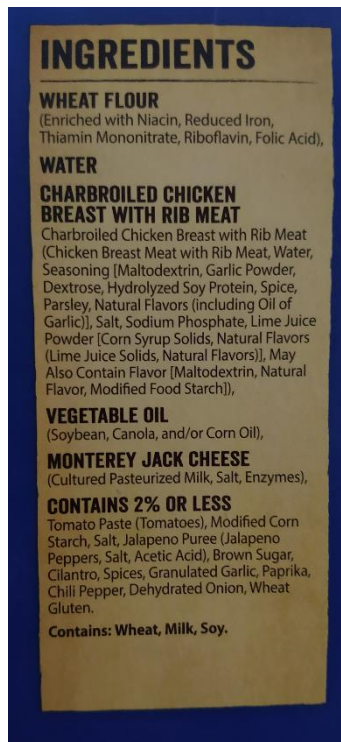 INGREDIENTS
WHEAT FLOUR
(Enriched with Niacin, Reduced Iron,
Thiamin Mononitrate, Riboflavin, Folic Acid),
WATER
CHARBROILED CHICKEN
BREAST WITH RIB MEAT
Charbroiled Chicken Breast with Rib Meat
(Chicken Breast Meat with Rib Meat, Water,
Seasoning [Maltodextrin, Garlic Powder,
Dextrose, Hydrolyzed Soy Protein, Spice,
Parsley, Natural Flavors (including Oil of
Garlic)], Salt, Sodium Phosphate, Lime Juice
Powder [Corn Syrup Solids, Natural Flavors
(Lime Juice Solids, Natural Flavors)], May
Also Contain Flavor [Maltodextrin, Natural
Flavor, Modified Food Starch]),
VEGETABLE OIL
(Soybean, Canola, and/or Corn Oil),
MONTEREY JACK CHEESE
(Cultured Pasteurized Milk, Salt, Enzymes),
CONTAINS 2% OR LESS
Tomato Paste (Tomatoes), Modified Corn
Starch, Salt, Jalapeno Puree (Jalapeno
Peppers, Salt, Acetic Acid), Brown Sugar,
Cilantro, Spices, Granulated Garlic, Paprika,
Chili Pepper, Dehydrated Onion, Wheat
Gluten.
Contains: Wheat, Milk, Soy.